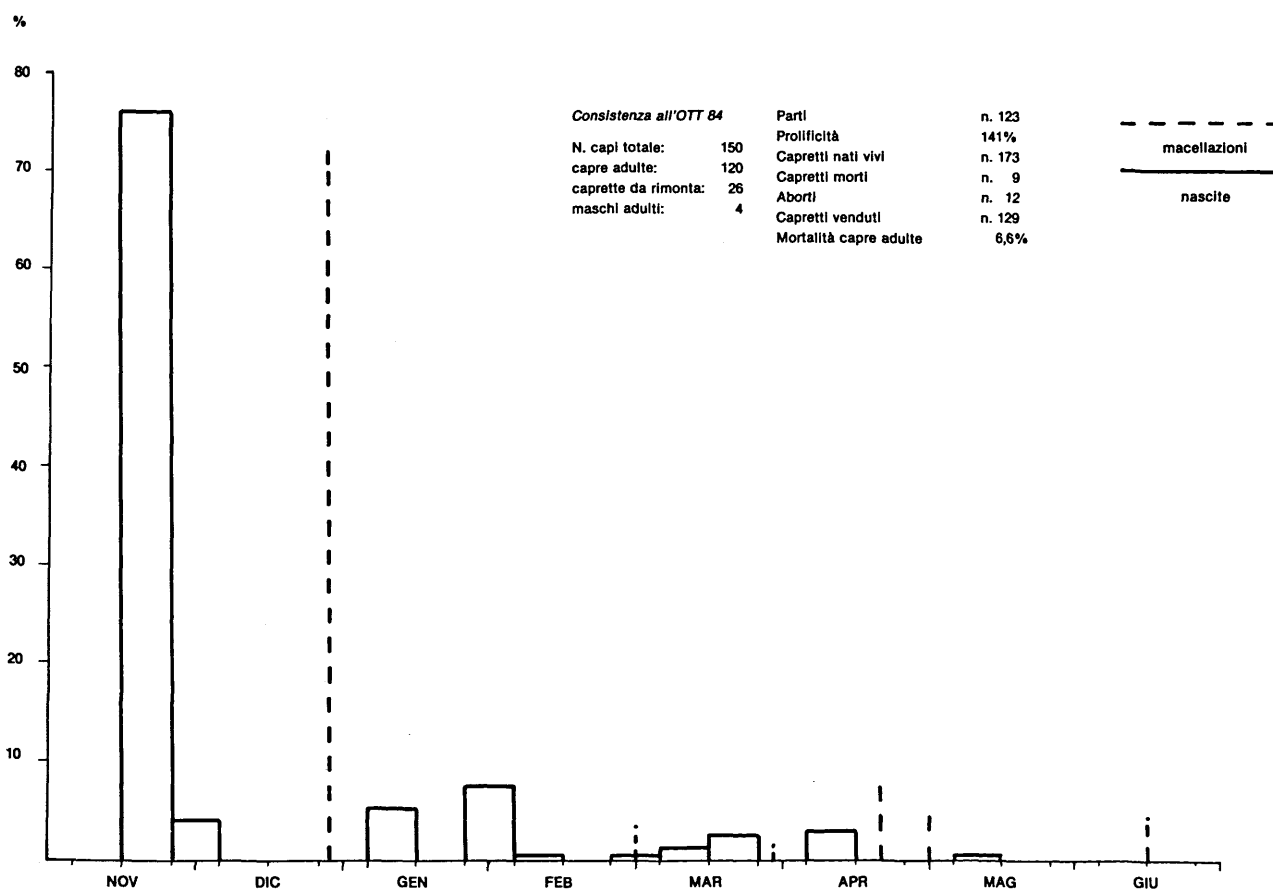 %
80
70
60
50
40
30
20
10
Consistenza all'OTT 84
N. capi totale: 150
capre adulte: 120
caprette da rimonta: 26
maschi adulti: 4
Parti n. 123
Prolificità 141%
Capretti nati vivi n. 173
Capretti morti n. 9
Aborti n. 12
Capretti venduti n. 129
Mortalità capre adulte 6,6%
macellazioni
nascite
NOV DIC GEN FEB MAR APR MAG GIU